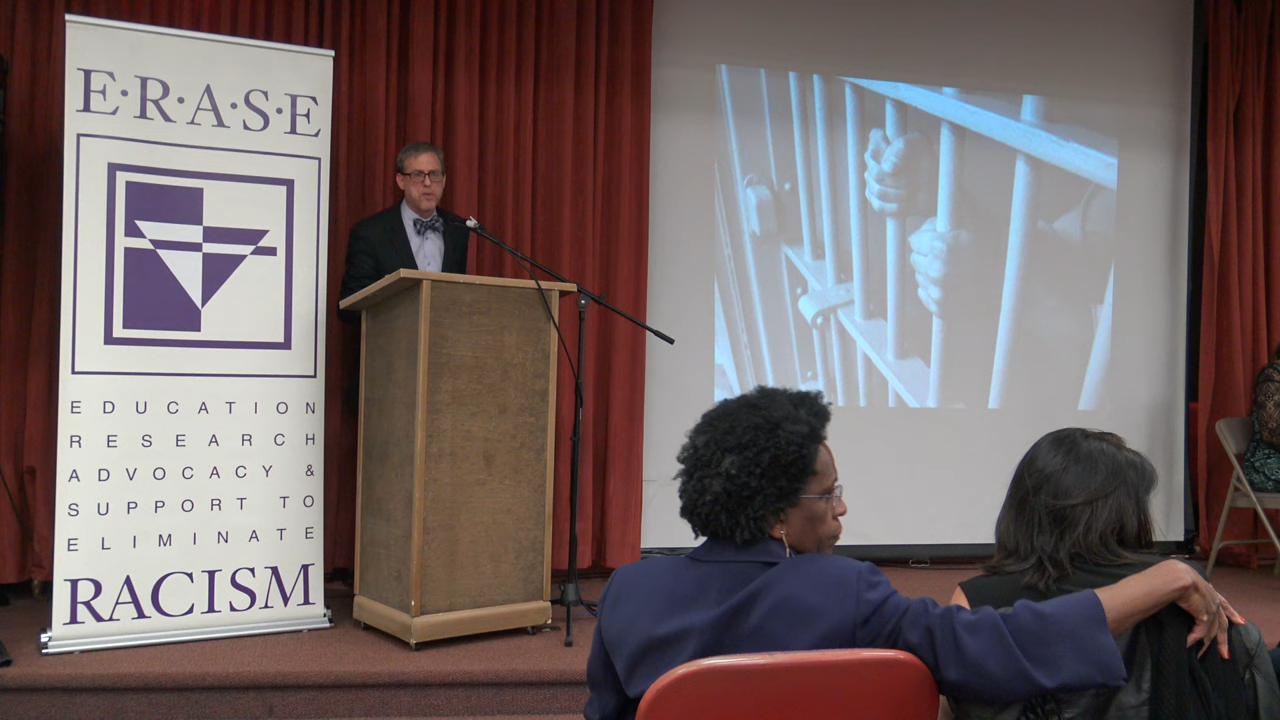 E·R·A·S·E
EDUCATION
RESEARCH
ADVOCACY &
SUPPORT TO
ELIMINATE
RACISM